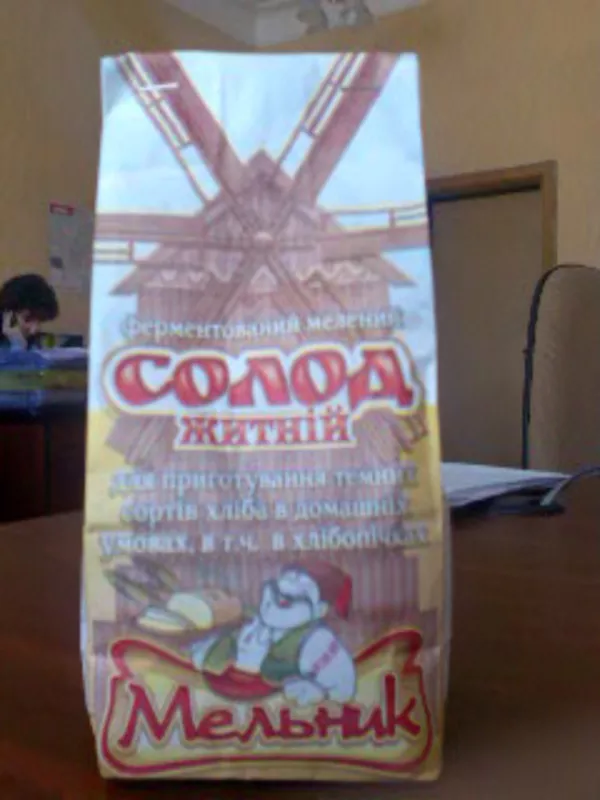 ферментований мелений
СОЛОД
ЖИТНІЙ
для приготування темних
сортів хліба в домашніх
умовах, в т.ч. в хлібопічках
Мельник